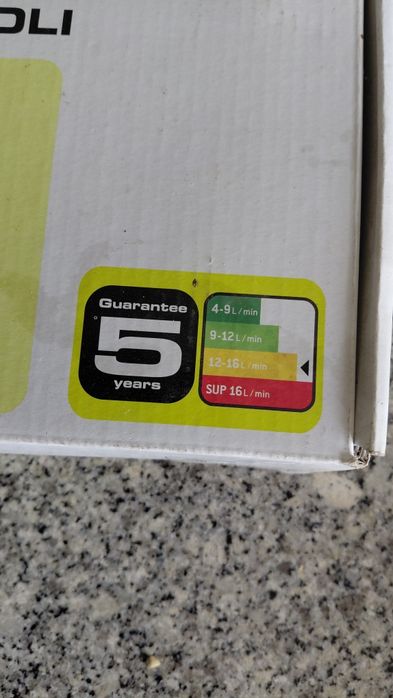 OLI
Guarantee
5
years
4-9 L/min
9-12 L/min
12-16 L/min
SUP 16 L/min